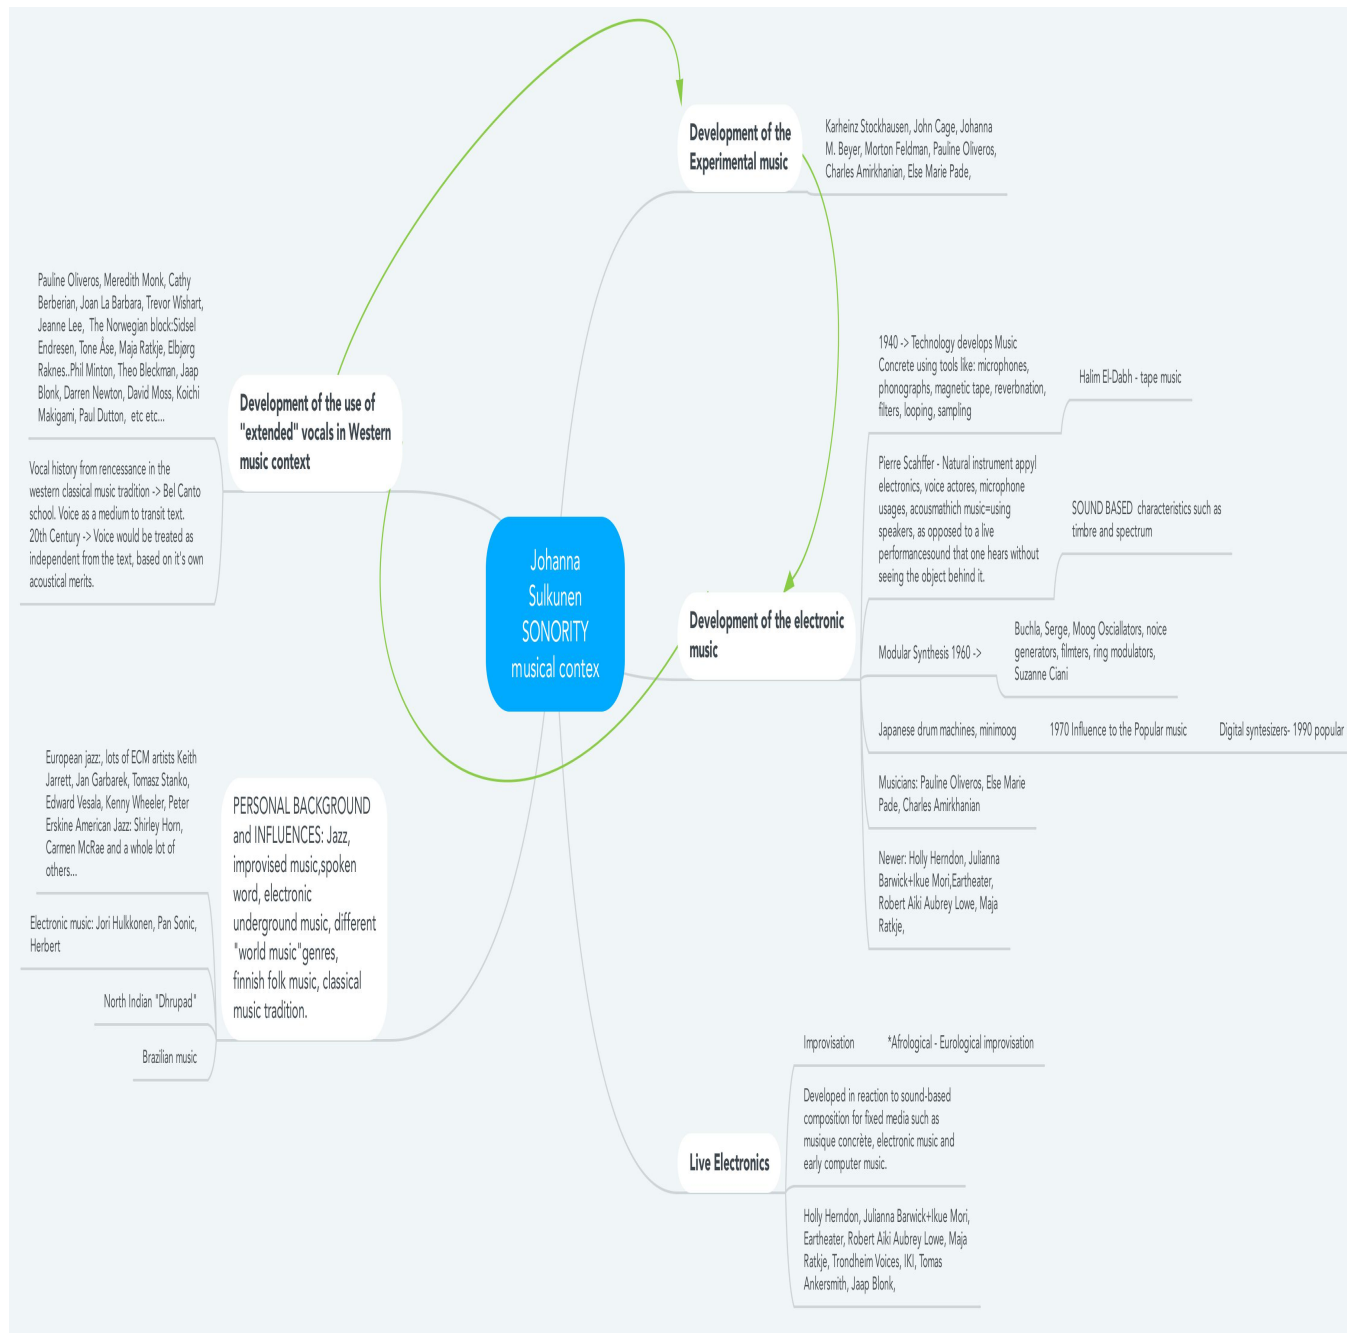 Johanna
Sulkunen
SONORITY
musical contex
Development of the
Experimental music
Karheinz Stockhausen, John Cage, Johanna
M. Beyer, Morton Feldman, Pauline Oliveros,
Charles Amirkhanian, Else Marie Pade,
Pauline Oliveros, Meredith Monk, Cathy
Berberian, Joan La Barbara, Trevor Wishart,
Jeanne Lee,  The Norwegian block:Sidsel
Endresen, Tone Åse, Maja Ratkje, Elbjørg
Raknes..Phil Minton, Theo Bleckman, Jaap
Blonk, Darren Newton, David Moss, Koichi
Makigami, Paul Dutton,  etc etc...
Development of the use of
"extended" vocals in Western
music context
Vocal history from rencessance in the
western classical music tradition -> Bel Canto
school. Voice as a medium to transit text.
20th Century -> Voice would be treated as
independent from the text, based on it's own
acoustical merits.
Development of the electronic
music
1940 -> Technology develops Music
Concrete using tools like: microphones,
phonographs, magnetic tape, reverbnation,
filters, looping, sampling
Halim El-Dabh - tape music
Pierre Scahffer - Natural instrument appyl
electronics, voice actores, microphone
usages, acousmathich music=using
speakers, as opposed to a live
performancesound that one hears without
seeing the object behind it.
SOUND BASED  characteristics such as
timbre and spectrum
Modular Synthesis 1960 ->
Buchla, Serge, Moog Osciallators, noice
generators, filmters, ring modulators,
Suzanne Ciani
Japanese drum machines, minimoog
1970 Influence to the Popular music
Digital syntesizers- 1990 popular
Musicians: Pauline Oliveros, Else Marie
Pade, Charles Amirkhanian
Newer: Holly Herndon, Julianna
Barwick+Ikue Mori,Eartheater,
Robert Aiki Aubrey Lowe, Maja
Ratkje,
European jazz:, lots of ECM artists Keith
Jarrett, Jan Garbarek, Tomasz Stanko,
Edward Vesala, Kenny Wheeler, Peter
Erskine American Jazz: Shirley Horn,
Carmen McRae and a whole lot of
others...
Electronic music: Jori Hulkkonen, Pan Sonic,
Herbert
North Indian "Dhrupad"
Brazilian music
PERSONAL BACKGROUND
and INFLUENCES: Jazz,
improvised music,spoken
word, electronic
underground music, different
"world music"genres,
finnish folk music, classical
music tradition.
Live Electronics
Improvisation
*Afrological - Eurological improvisation
Developed in reaction to sound-based
composition for fixed media such as
musique concrète, electronic music and
early computer music.
Holly Herndon, Julianna Barwick+Ikue Mori,
Eartheater, Robert Aiki Aubrey Lowe, Maja
Ratkje, Trondheim Voices, IKI, Tomas
Ankersmith, Jaap Blonk,